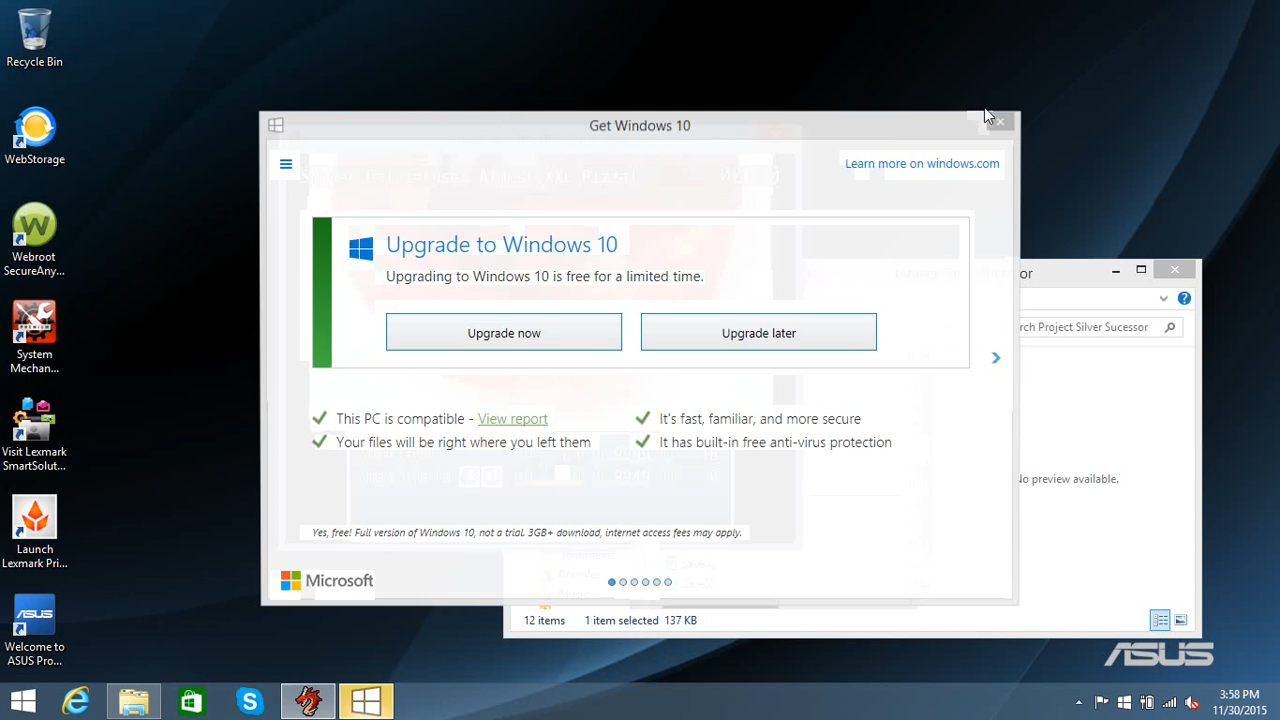 Recycle Bin
WebStorage
Webroot
SecureAny...
System
Mechan...
Visit Lexmark
SmartSolut...
Launch
Lexmark Pri...
Welcome to
ASUS Pro...
Get Windows 10
Learn more on windows.com
Upgrade to Windows 10
Upgrading to Windows 10 is free for a limited time.
Upgrade now
Upgrade later
This PC is compatible - View report
Your files will be right where you left them
It's fast, familiar, and more secure
It has built-in free anti-virus protection
Yes, free! Full version of Windows 10, not a trial. 3GB+ download, internet access fees may apply.
Microsoft
rch Project Silver Sucessor
No preview available.
12 items 1 item selected 137 KB
ASUS
3:58 PM
11/30/2015